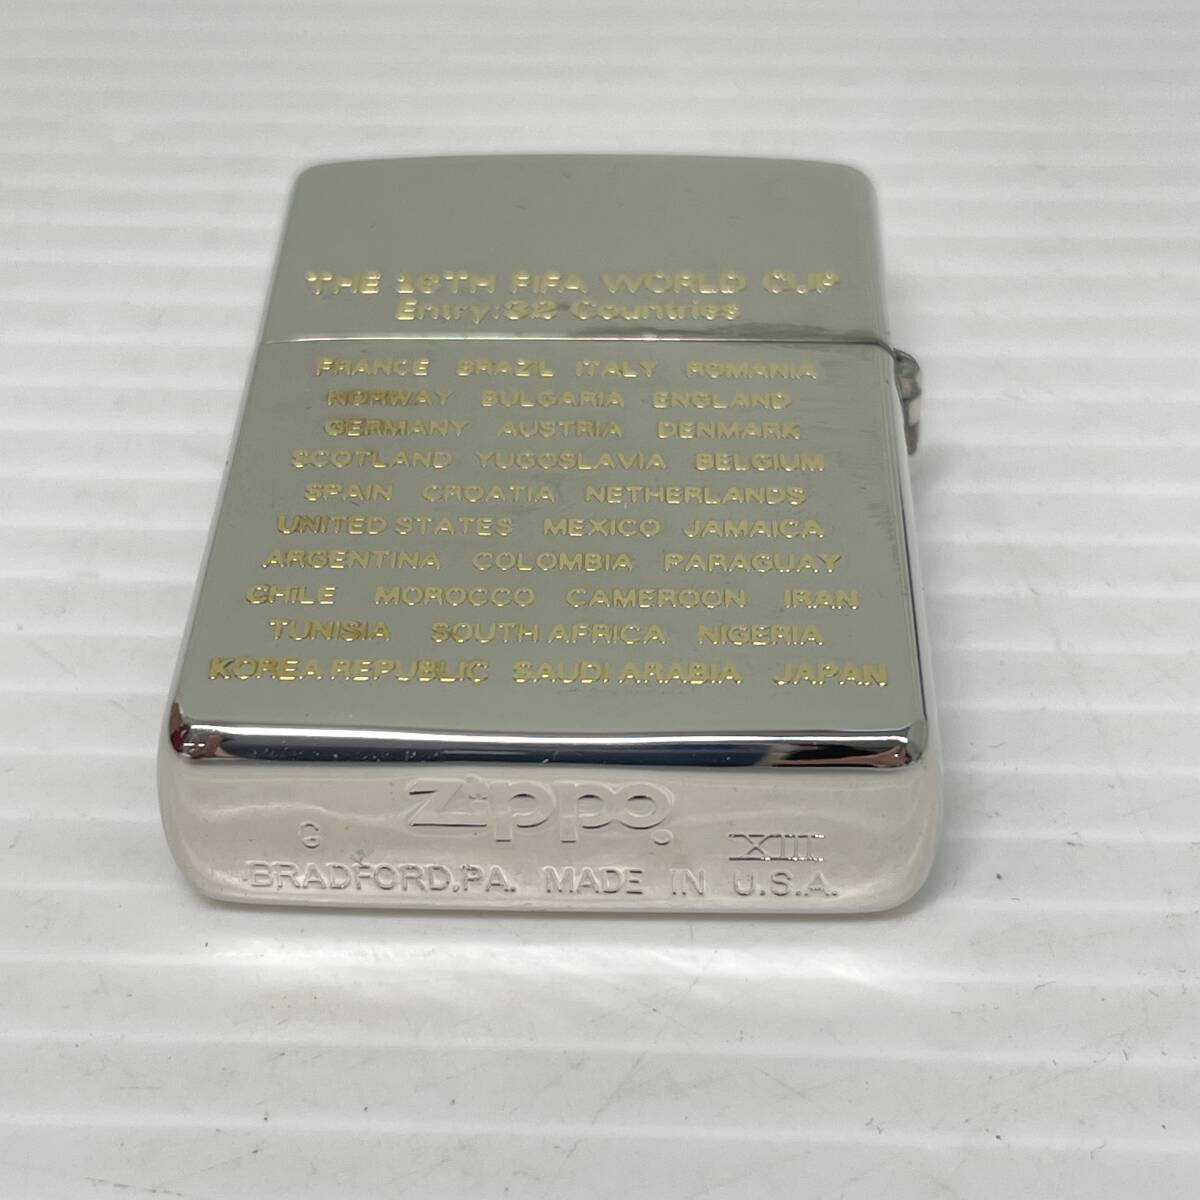 THE 16TH FIFA WORLD CUP
Entry:32 Countries
FRANCE BRAZIL ITALY ROMANIA
NORWAY BULGARIA ENGLAND
GERMANY AUSTRIA DENMARK
SCOTLAND YUGOSLAVIA BELGIUM
SPAIN CROATIA NETHERLANDS
UNITED STATES MEXICO JAMAICA
ARGENTINA COLOMBIA PARAGUAY
CHILE MOROCCO CAMEROON IRAN
TUNISIA SOUTH AFRICA NIGERIA
KOREA REPUBLIC SAUDI ARABIA JAPAN
Zippo
G XIII
BRADFORD,PA. MADE IN U.S.A.